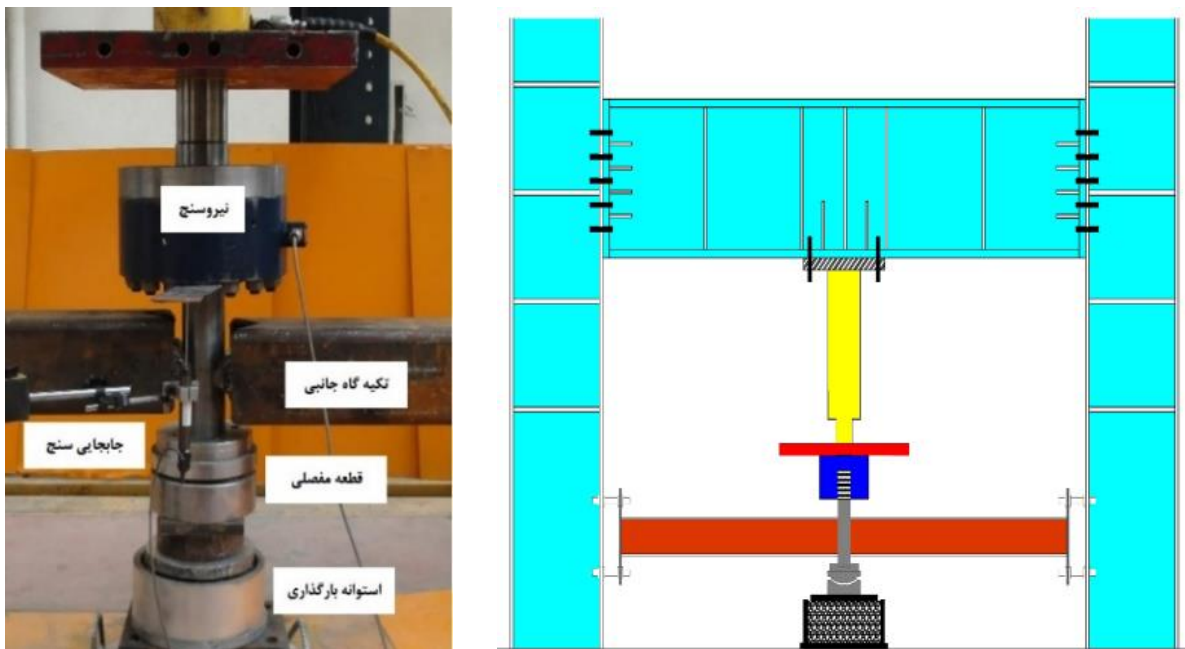 نیروسنج
تکیه گاه جانبی
جابجایی سنج
قطعه مفصلی
استوانه بارگذاری